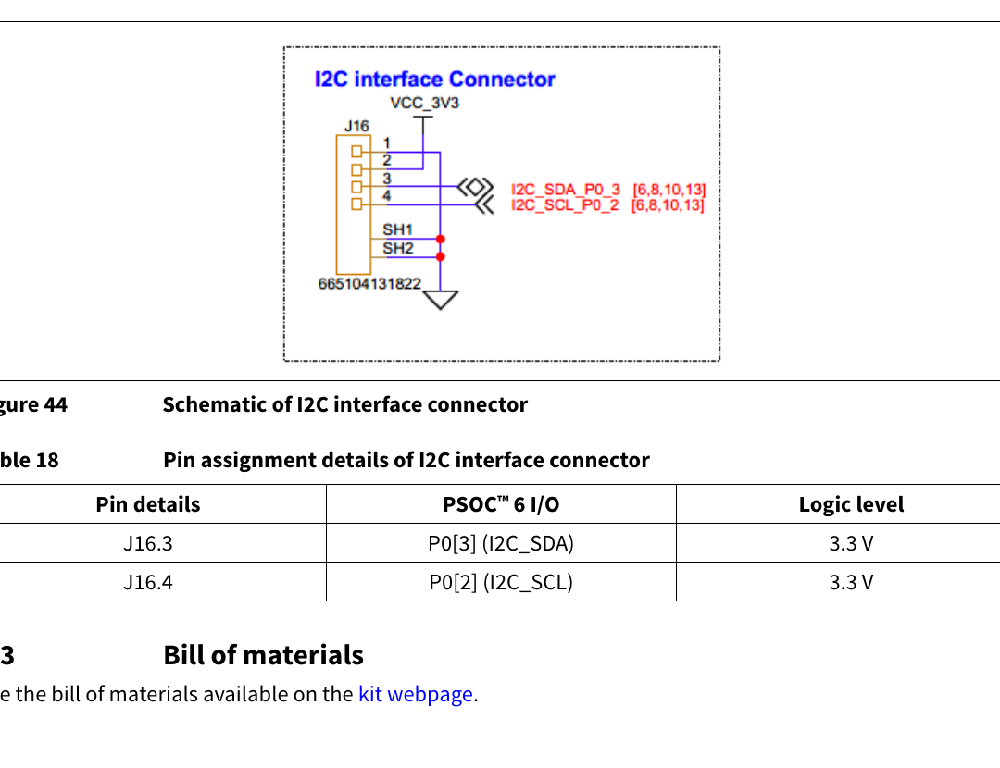 I2C interface Connector
VCC_3V3
J16
1
2
3
4
I2C_SDA_P0_3 [6,8,10,13]
I2C_SCL_P0_2 [6,8,10,13]
SH1
SH2
665104131822
gure 44 Schematic of I2C interface connector
ble 18 Pin assignment details of I2C interface connector
Pin details PSOC™ 6 I/O Logic level
J16.3 P0[3] (I2C_SDA) 3.3 V
J16.4 P0[2] (I2C_SCL) 3.3 V
3 Bill of materials
e the bill of materials available on the kit webpage.